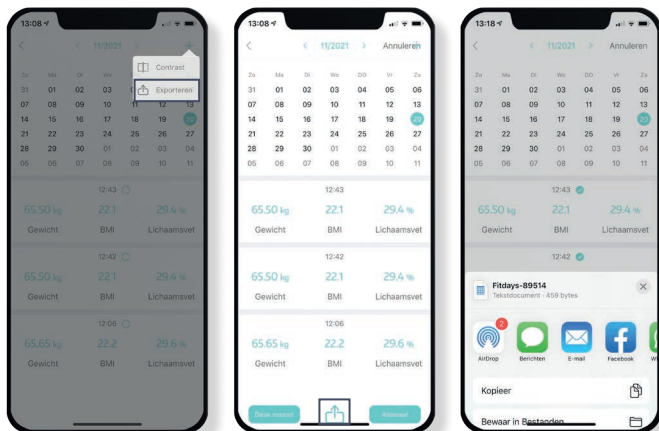 13:08
11/2021
Contrast
Exporteren
Zo Ma Di Wo
31 01 02 03
07 08 09 10 11 12 13
14 15 16 17 18 19 20
21 22 23 24 25 26 27
28 29 30 01 02 03 04
05 06 07 08 09 10 11
12:43
65.50 kg 22.1 29.4 %
Gewicht BMI Lichaamsvet
12:42
65.50 kg 22.1 29.4 %
Gewicht BMI Lichaamsvet
12:06
65.65 kg 22.2 29.6 %
Gewicht BMI Lichaamsvet
13:08
11/2021 Annuleren
Zo Ma Di Wo DO Vr Za
31 01 02 03 04 05 06
07 08 09 10 11 12 13
14 15 16 17 18 19 20
21 22 23 24 25 26 27
28 29 30 01 02 03 04
05 06 07 08 09 10 11
12:43
65.50 kg 22.1 29.4 %
Gewicht BMI Lichaamsvet
12:42
65.50 kg 22.1 29.4 %
Gewicht BMI Lichaamsvet
12:06
65.65 kg 22.2 29.6 %
Gewicht BMI Lichaamsvet
Deze maand Allemaal
13:18
11/2021 Annuleren
Zo Ma Di Wo DO Vr Za
31 01 02 03 04 05 06
07 08 09 10 11 12 13
14 15 16 17 18 19 20
21 22 23 24 25 26 27
28 29 30 01 02 03 04
05 06 07 08 09 10 11
12:43
65.50 kg 22.1 29.4 %
Gewicht BMI Lichaamsvet
12:42
Fitdays-89514
Tekstdocument · 459 bytes
2
AirDrop Berichten E-mail Facebook
Kopieer
Bewaar in Bestanden